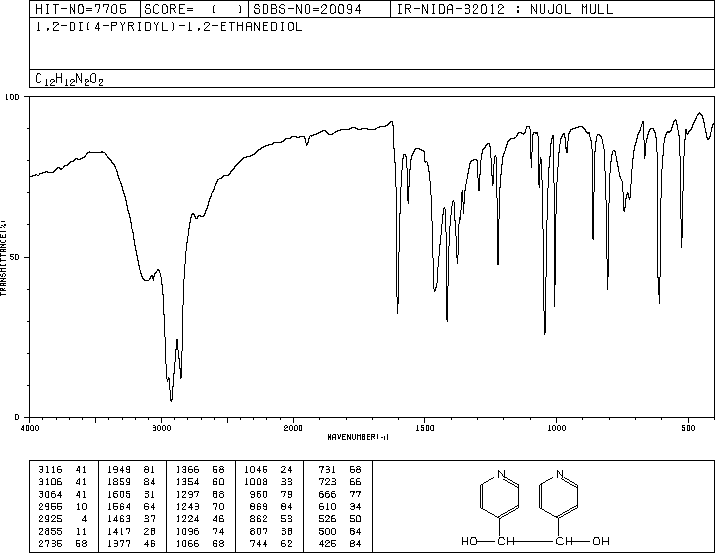 HIT-NO=7705 SCORE= ( ) SDBS-NO=20094 IR-NIDA-32012 : NUJOL MULL
1,2-DI(4-PYRIDYL)-1,2-ETHANEDIOL
C12H12N2O2
100
50
0
TRANSMITTANCE(%)
4000 3000 2000 1500 1000 500
WAVENUMBER(-1)
3116 41 1949 81 1366 58 1046 24 731 68
3106 41 1859 84 1354 60 1008 33 723 66
3064 41 1605 31 1297 68 960 79 666 77
2955 10 1564 64 1243 70 869 84 610 34
2925 4 1463 37 1224 46 862 53 526 50
2855 11 1417 28 1096 74 807 38 500 84
2735 58 1377 46 1066 68 744 62 425 84
N N
HO CH CH OH